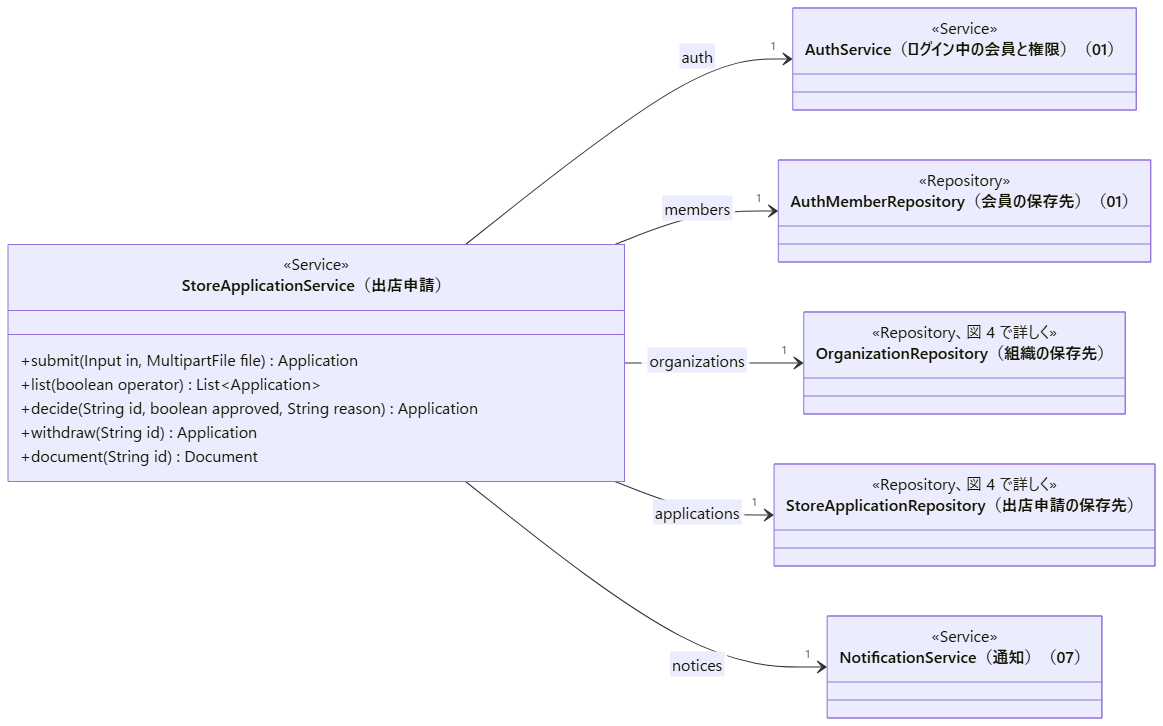 «Service»
AuthService（ログイン中の会員と権限）（01）
auth
1
«Repository»
AuthMemberRepository（会員の保存先）（01）
members
1
«Service»
StoreApplicationService（出店申請）
+submit(Input in, MultipartFile file) : Application
+list(boolean operator) : List<Application>
+decide(String id, boolean approved, String reason) : Application
+withdraw(String id) : Application
+document(String id) : Document
organizations
1
«Repository、図 4 で詳しく»
OrganizationRepository（組織の保存先）
applications
1
«Repository、図 4 で詳しく»
StoreApplicationRepository（出店申請の保存先）
notices
1
«Service»
NotificationService（通知）（07）